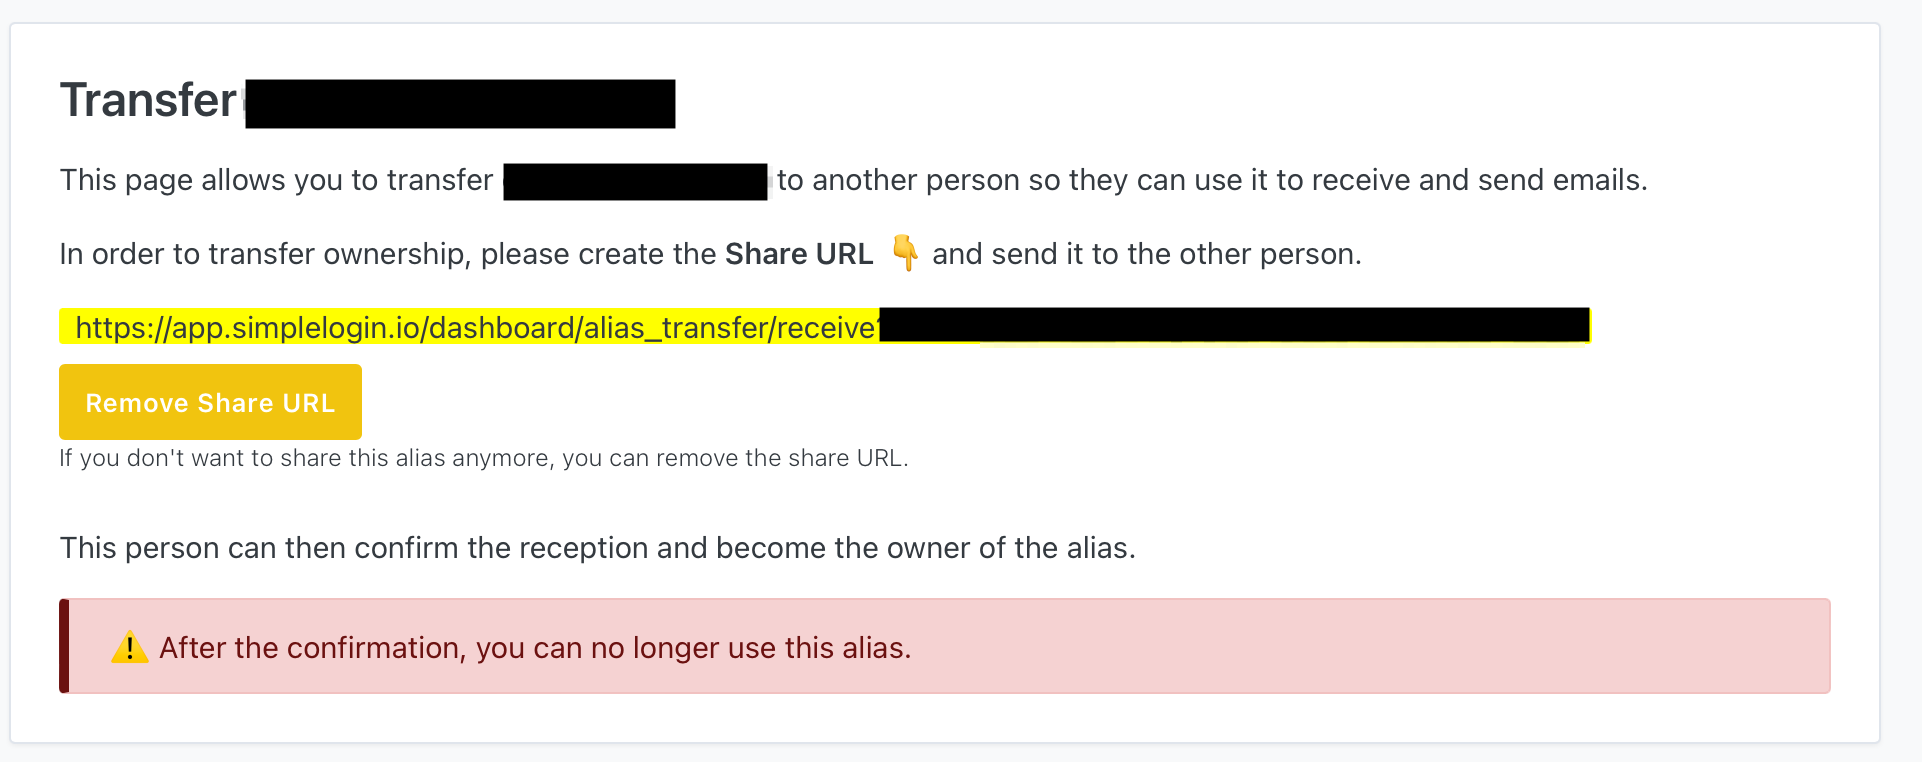 Transfer
This page allows you to transfer to another person so they can use it to receive and send emails.
In order to transfer ownership, please create the Share URL 👇 and send it to the other person.
https://app.simplelogin.io/dashboard/alias_transfer/receive
Remove Share URL
If you don't want to share this alias anymore, you can remove the share URL.
This person can then confirm the reception and become the owner of the alias.
⚠️ After the confirmation, you can no longer use this alias.